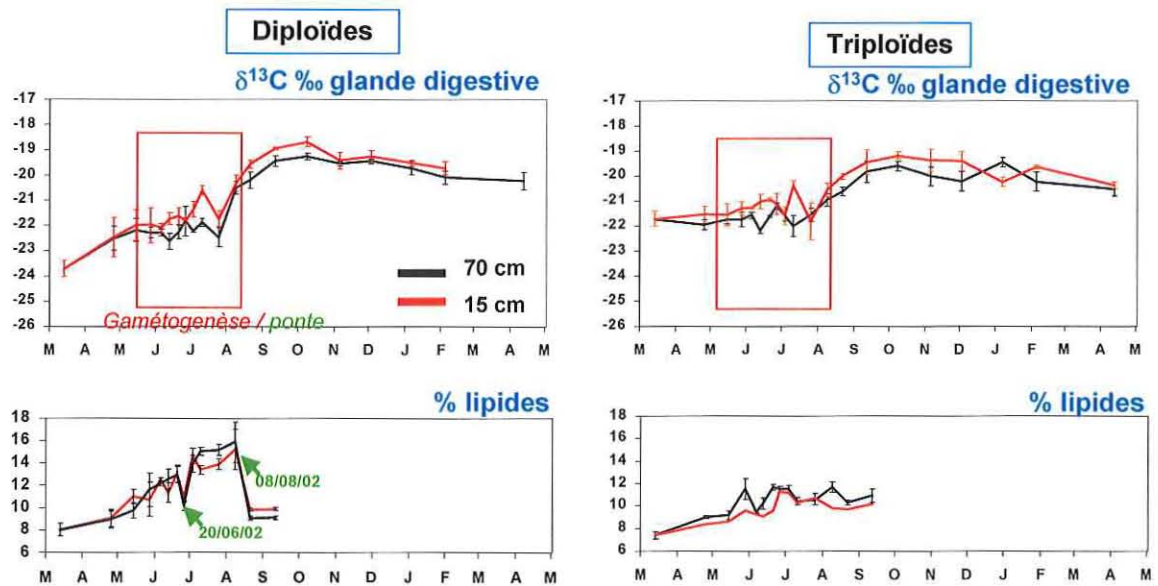 Diploïdes
δ¹³C ‰ glande digestive
-17
-18
-19
-20
-21
-22
-23
-24
-25
-26
70 cm
15 cm
Gamétogenèse / ponte
M A M J J A S O N D J F M A M
% lipides
18
16
14
12
10
8
6
08/08/02
20/06/02
M A M J J A S O N D J F M A M
Triploïdes
δ¹³C ‰ glande digestive
-17
-18
-19
-20
-21
-22
-23
-24
-25
-26
M A M J J A S O N D J F M A M
% lipides
18
16
14
12
10
8
6
M A M J J A S O N D J F M A M